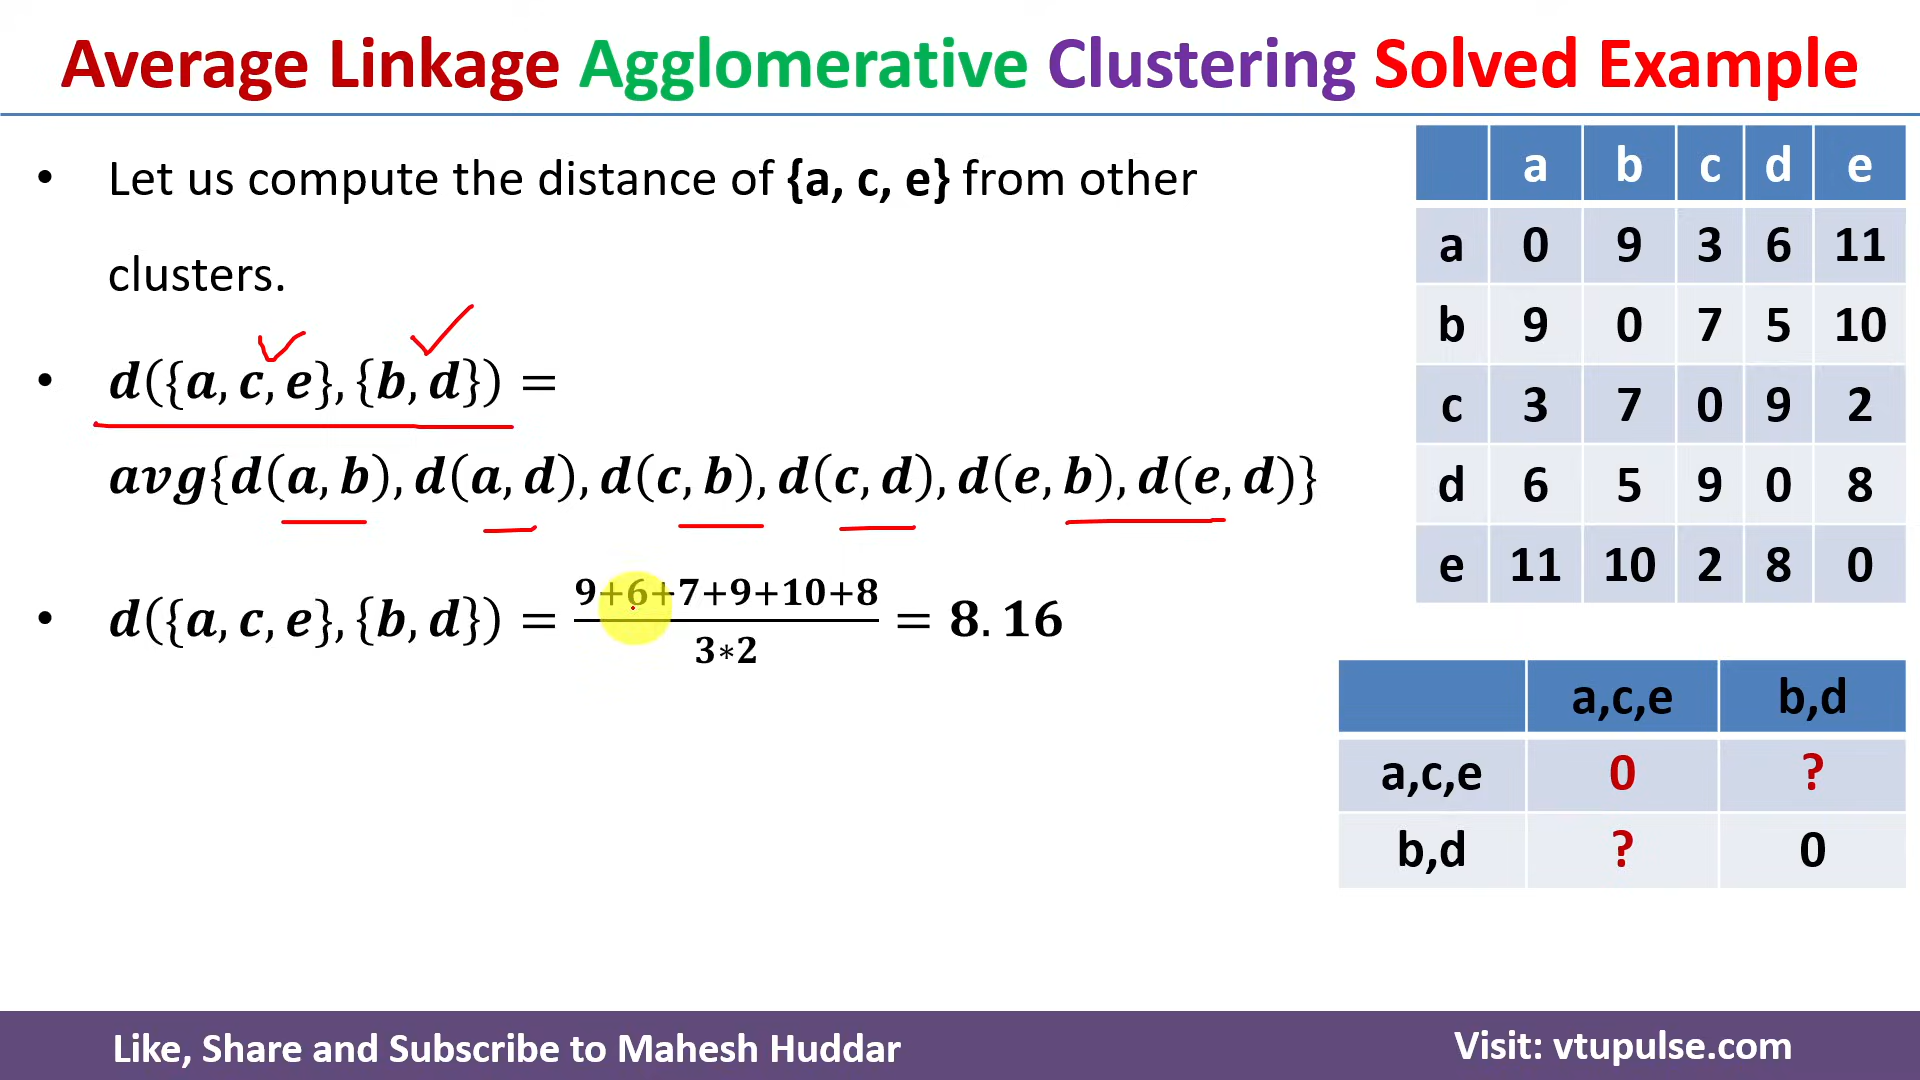 Average Linkage Agglomerative Clustering Solved Example
• Let us compute the distance of {a, c, e} from other
clusters.
• d({a, c, e}, {b, d}) =
avg{d(a, b), d(a, d), d(c, b), d(c, d), d(e, b), d(e, d)}
• d({a, c, e}, {b, d}) = 9+6+7+9+10+8 / 3*2 = 8.16
a b c d e
a 0 9 3 6 11
b 9 0 7 5 10
c 3 7 0 9 2
d 6 5 9 0 8
e 11 10 2 8 0
a,c,e b,d
a,c,e 0 ?
b,d ? 0
Like, Share and Subscribe to Mahesh Huddar
Visit: vtupulse.com